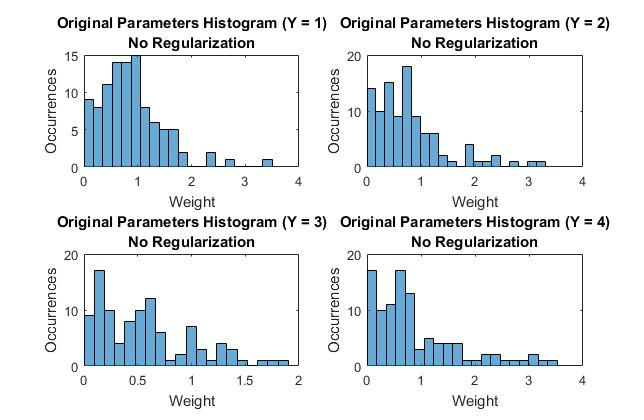 Original Parameters Histogram (Y = 1)
No Regularization
Occurrences
15
10
5
0
0 1 2 3 4
Weight
Original Parameters Histogram (Y = 2)
No Regularization
Occurrences
20
10
0
0 1 2 3 4
Weight
Original Parameters Histogram (Y = 3)
No Regularization
Occurrences
20
10
0
0 0.5 1 1.5 2
Weight
Original Parameters Histogram (Y = 4)
No Regularization
Occurrences
20
10
0
0 1 2 3 4
Weight